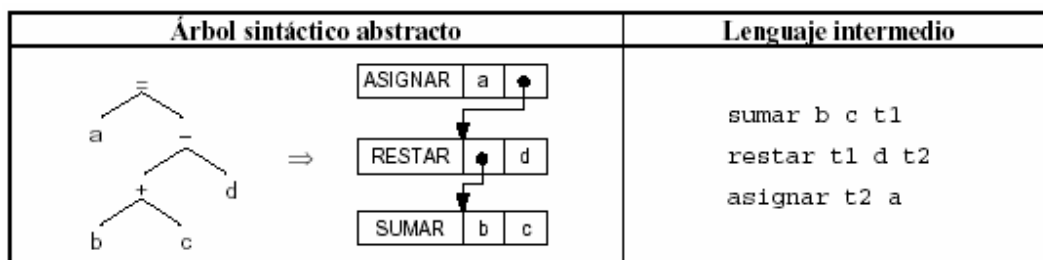 Árbol sintáctico abstracto
Lenguaje intermedio
=
a
-
+
d
b
c
⇒
ASIGNAR a
RESTAR d
SUMAR b c
sumar b c t1
restar t1 d t2
asignar t2 a